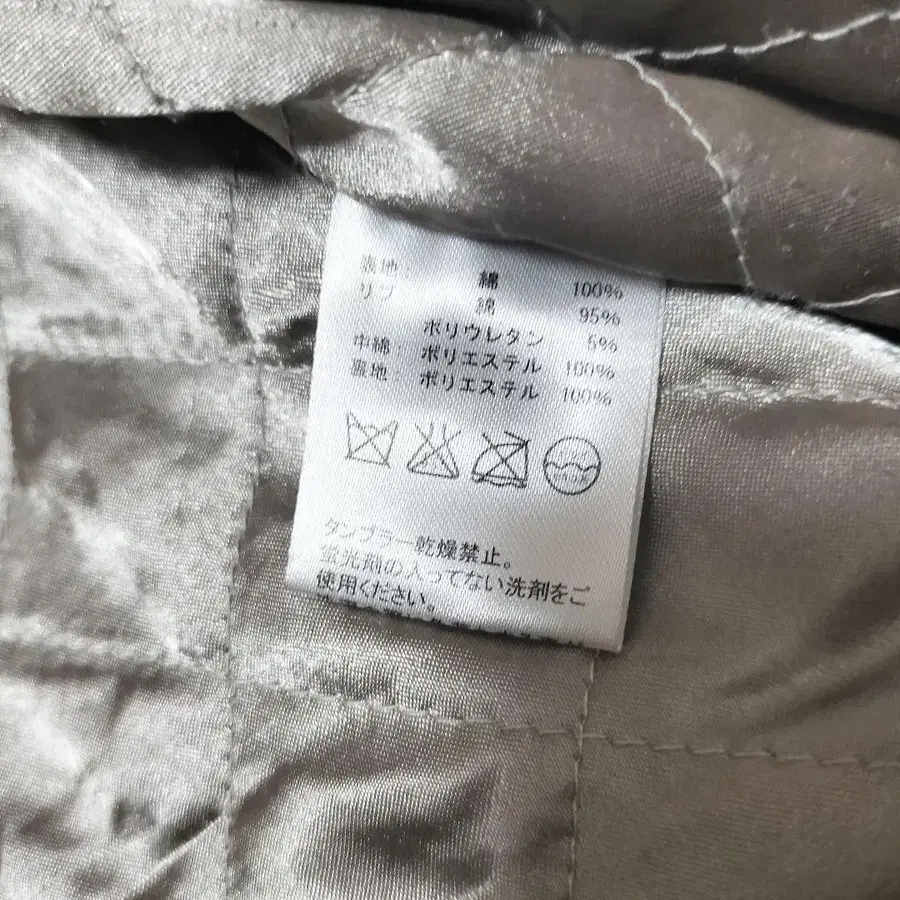 表地： 綿 100%
リブ 綿 95%
ポリウレタン 5%
中綿： ポリエステル 100%
裏地： ポリエステル 100%
タンブラー乾燥禁止。
蛍光剤の入ってない洗剤をご
使用ください。